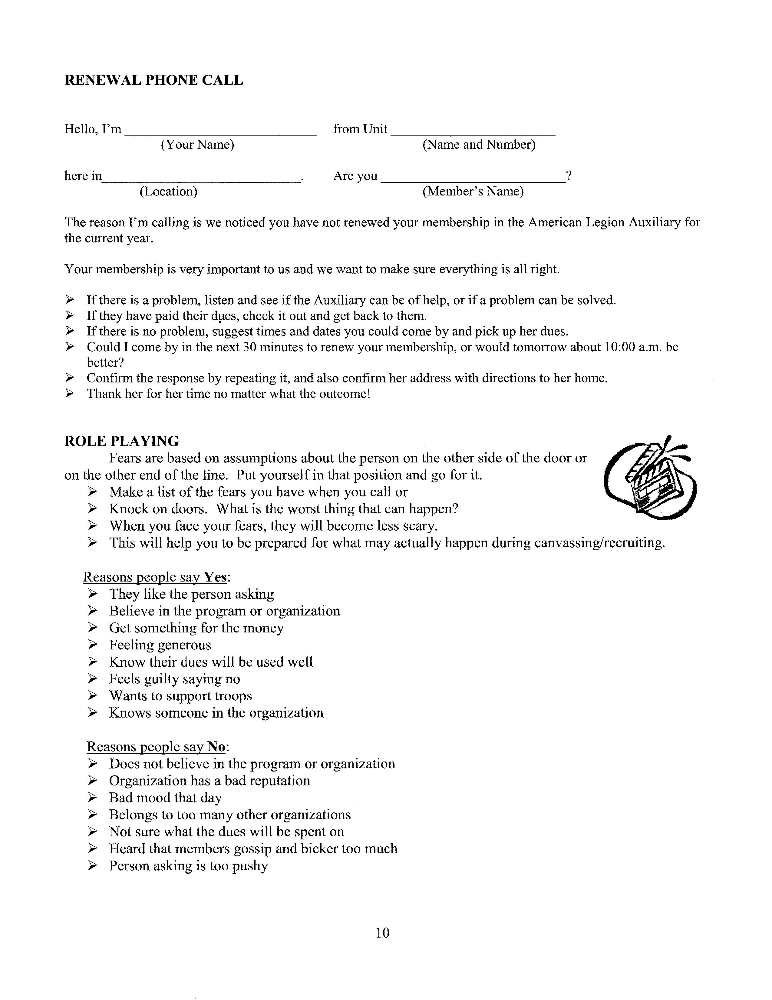 RENEWAL PHONE CALL
Hello, I'm ______________ from Unit ______________
(Your Name) (Name and Number)
here in______________. Are you ______________?
(Location) (Member's Name)
The reason I'm calling is we noticed you have not renewed your membership in the American Legion Auxiliary for
the current year.
Your membership is very important to us and we want to make sure everything is all right.
➢ If there is a problem, listen and see if the Auxiliary can be of help, or if a problem can be solved.
➢ If they have paid their dues, check it out and get back to them.
➢ If there is no problem, suggest times and dates you could come by and pick up her dues.
➢ Could I come by in the next 30 minutes to renew your membership, or would tomorrow about 10:00 a.m. be
better?
➢ Confirm the response by repeating it, and also confirm her address with directions to her home.
➢ Thank her for her time no matter what the outcome!
ROLE PLAYING
Fears are based on assumptions about the person on the other side of the door or
on the other end of the line. Put yourself in that position and go for it.
➢ Make a list of the fears you have when you call or
➢ Knock on doors. What is the worst thing that can happen?
➢ When you face your fears, they will become less scary.
➢ This will help you to be prepared for what may actually happen during canvassing/recruiting.
Reasons people say Yes:
➢ They like the person asking
➢ Believe in the program or organization
➢ Get something for the money
➢ Feeling generous
➢ Know their dues will be used well
➢ Feels guilty saying no
➢ Wants to support troops
➢ Knows someone in the organization
Reasons people say No:
➢ Does not believe in the program or organization
➢ Organization has a bad reputation
➢ Bad mood that day
➢ Belongs to too many other organizations
➢ Not sure what the dues will be spent on
➢ Heard that members gossip and bicker too much
➢ Person asking is too pushy
10